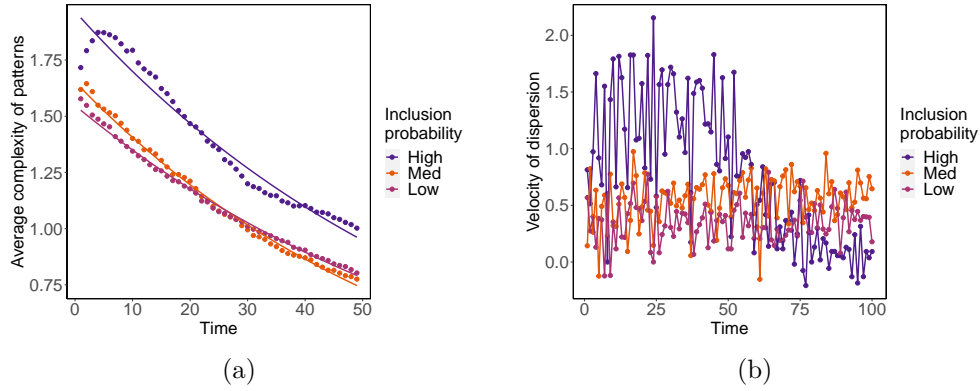 Average complexity of patterns
1.75
1.50
1.25
1.00
0.75
0 10 20 30 40 50
Time
Inclusion
probability
High
Med
Low
(a)
Velocity of dispersion
2.0
1.5
1.0
0.5
0.0
0 25 50 75 100
Time
Inclusion
probability
High
Med
Low
(b)